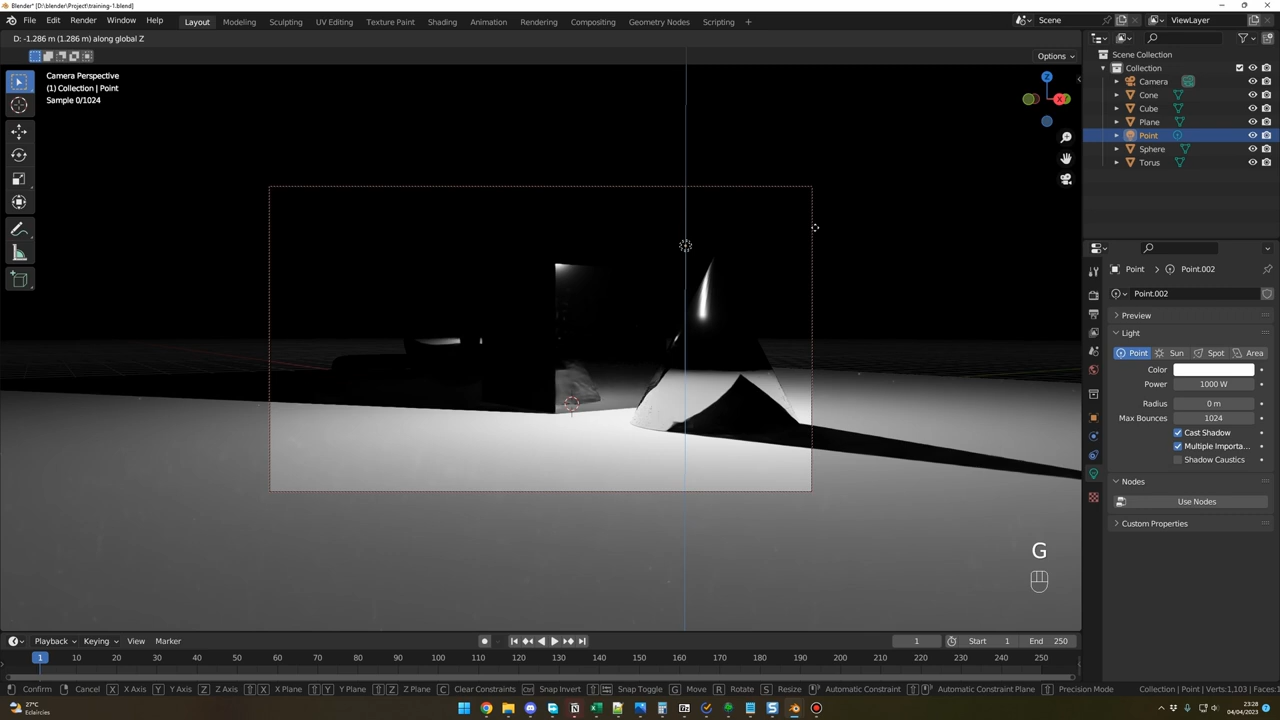 Blender* [D:\blender\Project\training-1.blend]
File Edit Render Window Help Layout Modeling Sculpting UV Editing Texture Paint Shading Animation Rendering Compositing Geometry Nodes Scripting + Scene ViewLayer
D: -1.286 m (1.286 m) along global Z
Options
Camera Perspective
(1) Collection | Point
Sample 0/1024
Z
X
G
Scene Collection
Collection
Camera
Cone
Cube
Plane
Point
Sphere
Torus
Point > Point.002
Point.002
Preview
Light
Point Sun Spot Area
Color
Power 1000 W
Radius 0 m
Max Bounces 1024
Cast Shadow
Multiple Importa...
Shadow Caustics
Nodes
Use Nodes
Custom Properties
Playback Keying View Marker 1 Start 1 End 250
1 10 20 30 40 50 60 70 80 90 100 110 120 130 140 150 160 170 180 190 200 210 220 230 240 250
Confirm Cancel X X Axis Y Y Axis Z Z Axis X X Plane Y Y Plane Z Z Plane C Clear Constraints Ctrl Snap Invert Snap Toggle G Move R Rotate S Resize Automatic Constraint Automatic Constraint Plane Precision Mode Collection | Point | Verts:1,103 | Faces:1
27°C
Eclaircies
23:28
04/04/2023